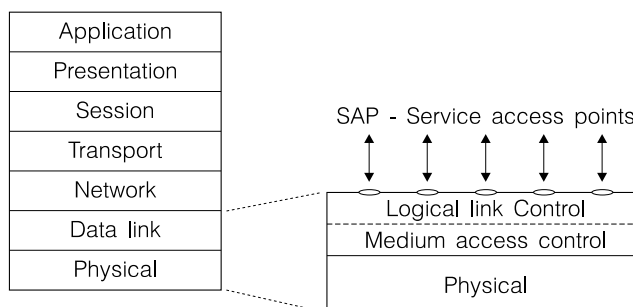 Application
Presentation
Session
Transport
Network
Data link
Physical
SAP - Service access points
Logical link Control
Medium access control
Physical